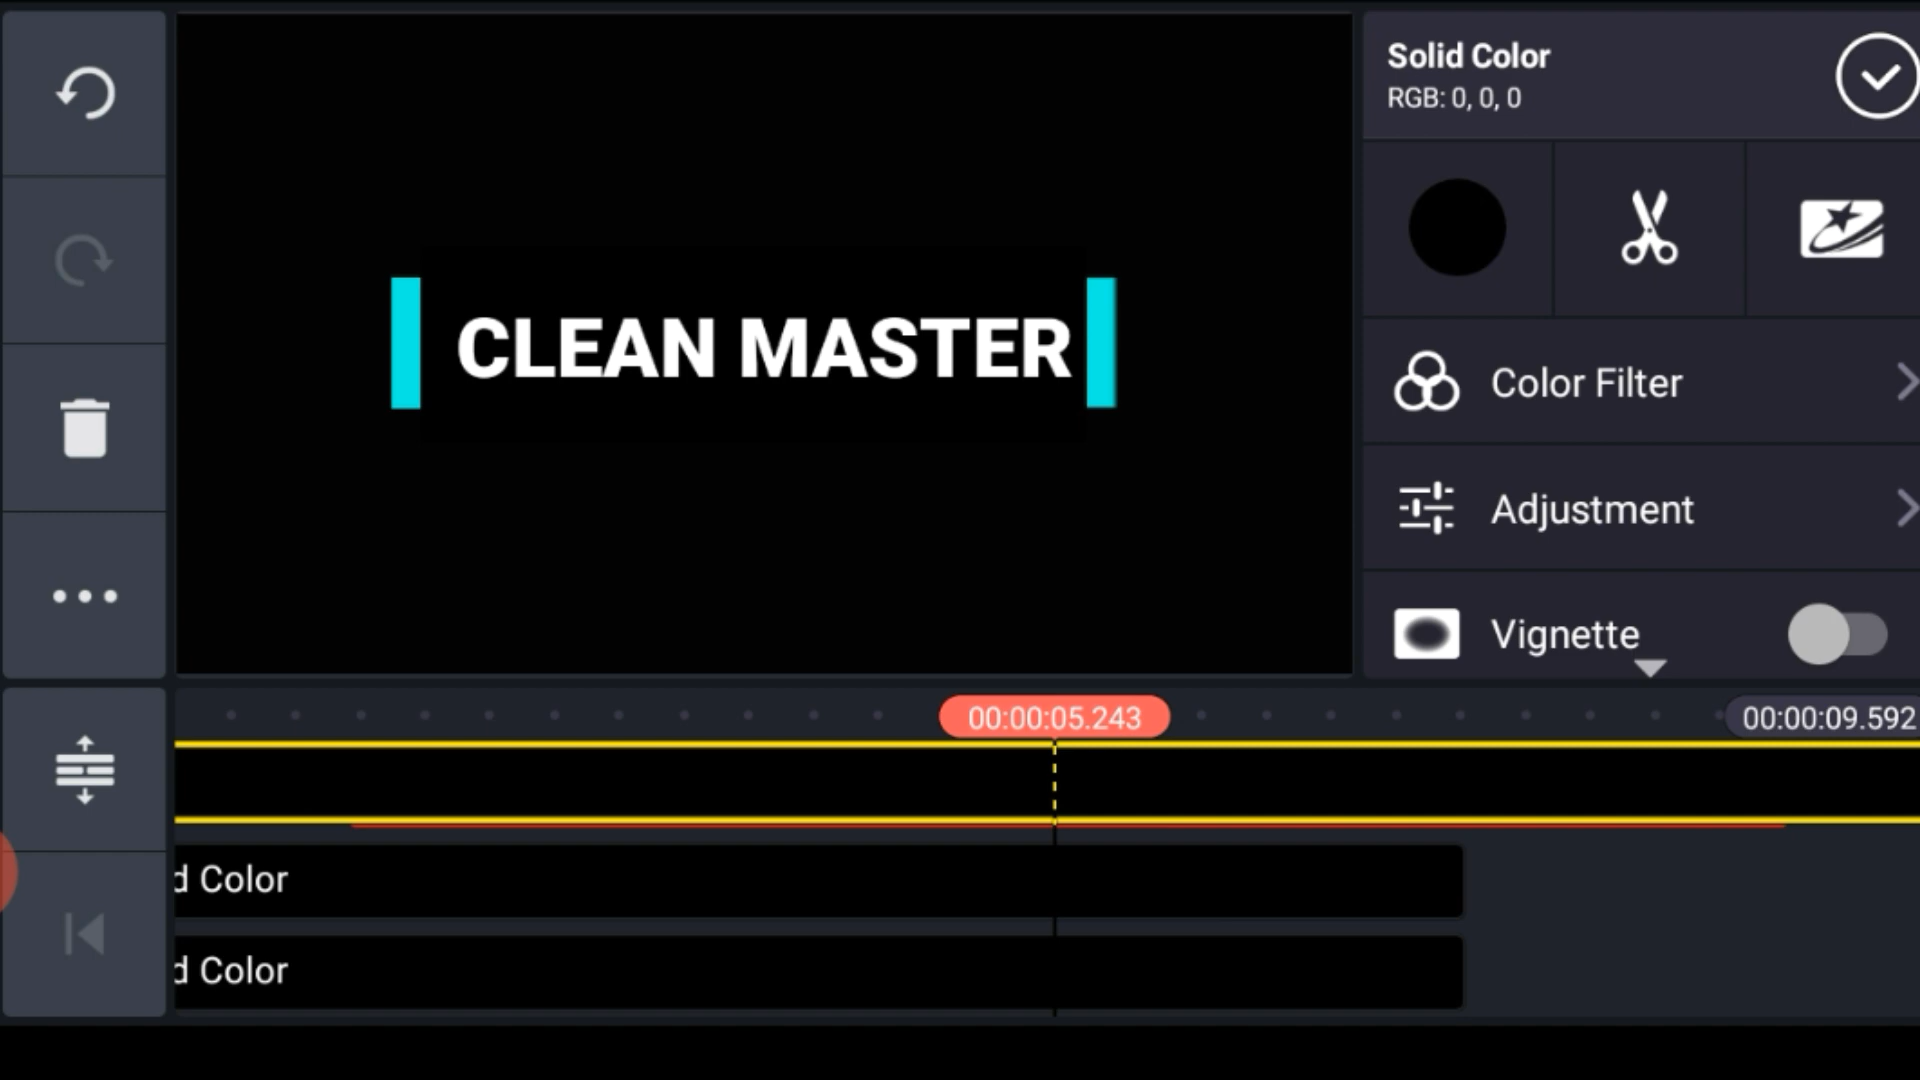 Solid Color
RGB: 0, 0, 0
CLEAN MASTER
Color Filter
Adjustment
Vignette
00:00:05.243
00:00:09.592
d Color
d Color